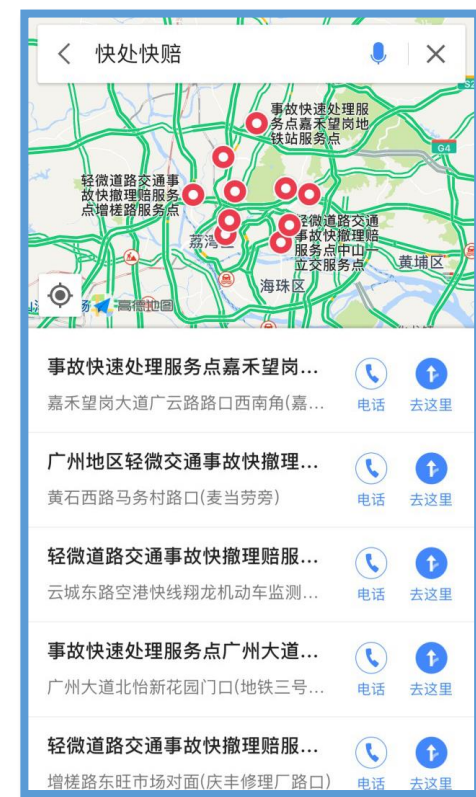 快处快赔
事故快速处理服
务点嘉禾望岗地
铁站服务点
G4
轻微道路交通事
故快撤理赔服务
点增槎路服务点
轻微道路交通
事故快撤理赔
服务点中山
立交服务点
荔湾区
黄埔区
海珠区
高德地图
事故快速处理服务点嘉禾望岗...
嘉禾望岗大道广云路路口西南角(嘉...
电话 去这里
广州地区轻微交通事故快撤理...
黄石西路马务村路口(麦当劳旁)
电话 去这里
轻微道路交通事故快撤理赔服...
云城东路空港快线翔龙机动车监测...
电话 去这里
事故快速处理服务点广州大道...
广州大道北怡新花园门口(地铁三号...
电话 去这里
轻微道路交通事故快撤理赔服...
增槎路东旺市场对面(庆丰修理厂路口)
电话 去这里